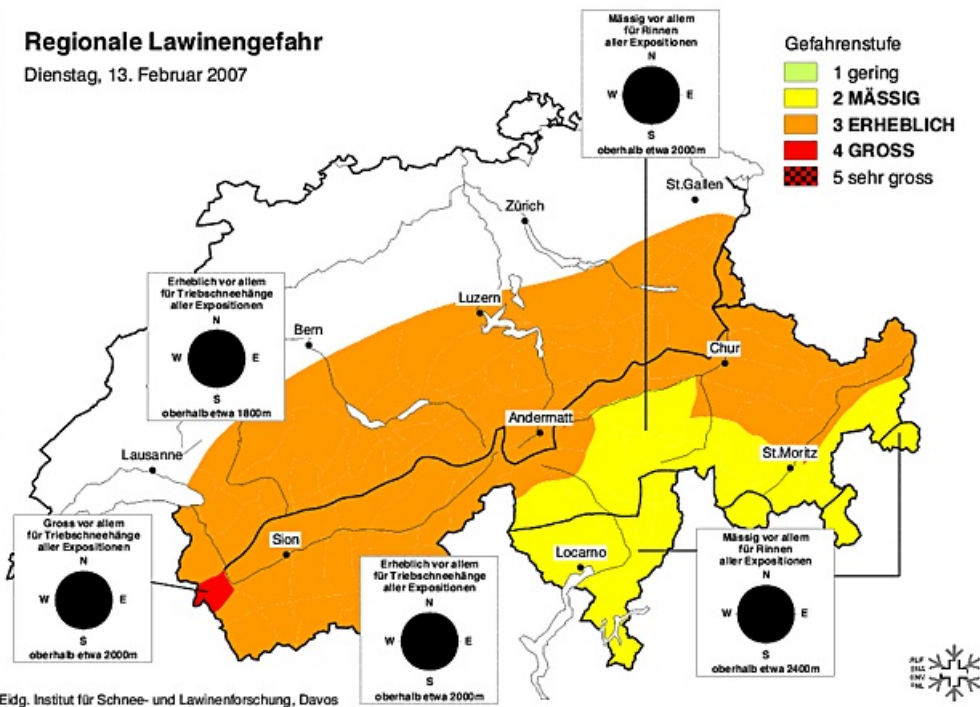 Regionale Lawinengefahr
Dienstag, 13. Februar 2007
Mässig vor allem
für Rinnen
aller Expositionen
N
W E
S
oberhalb etwa 2000m
Gefahrenstufe
1 gering
2 MÄSSIG
3 ERHEBLICH
4 GROSS
5 sehr gross
St.Gallen
Zürich
Erheblich vor allem
für Triebschneehänge
aller Expositionen
N
W E
S
oberhalb etwa 1800m
Luzern
Bern
Chur
Andermatt
Lausanne
St.Moritz
Gross vor allem
für Triebschneehänge
aller Expositionen
N
W E
S
oberhalb etwa 2000m
Sion
Erheblich vor allem
für Triebschneehänge
aller Expositionen
N
W E
S
oberhalb etwa 2000m
Locarno
Mässig vor allem
für Rinnen
aller Expositionen
N
W E
S
oberhalb etwa 2400m
Eidg. Institut für Schnee- und Lawinenforschung, Davos